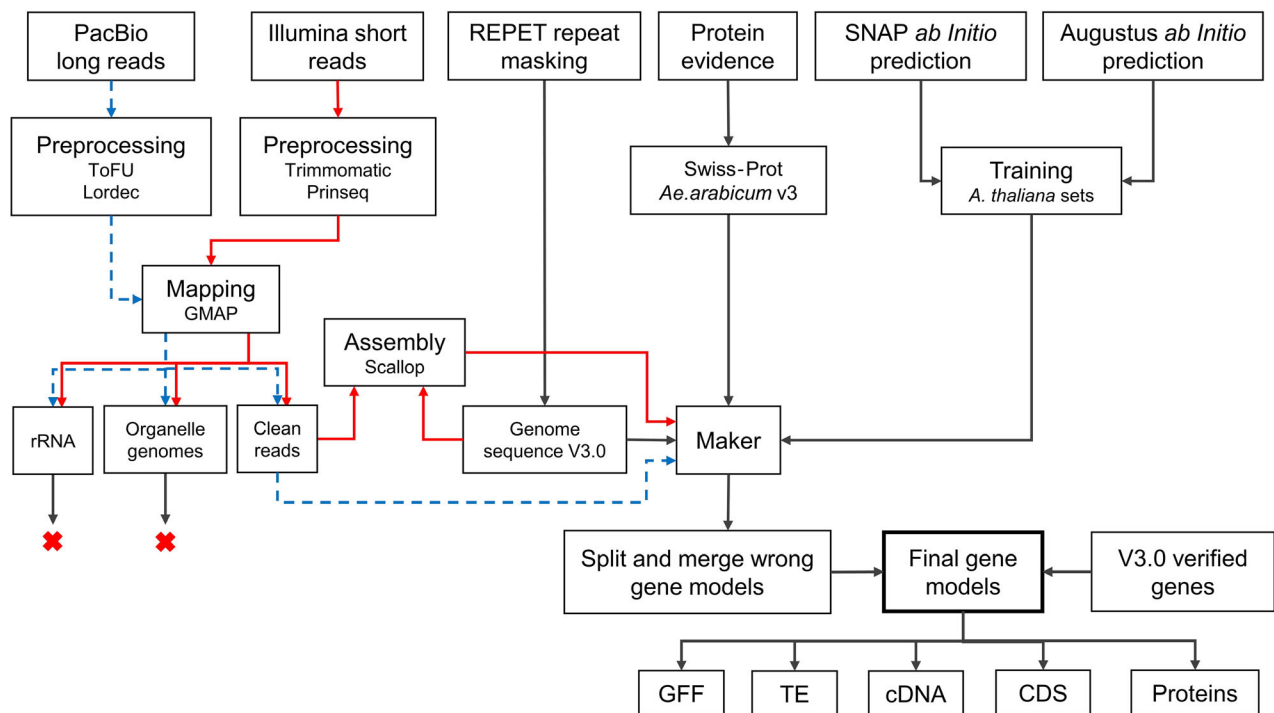 PacBio
long reads
Illumina short
reads
REPET repeat
masking
Protein
evidence
SNAP ab Initio
prediction
Augustus ab Initio
prediction
Preprocessing
ToFU
Lordec
Preprocessing
Trimmomatic
Prinseq
Swiss-Prot
Ae.arabicum v3
Training
A. thaliana sets
Mapping
GMAP
Assembly
Scallop
rRNA
Organelle
genomes
Clean
reads
Genome
sequence V3.0
Maker
Split and merge wrong
gene models
Final gene
models
V3.0 verified
genes
GFF
TE
cDNA
CDS
Proteins